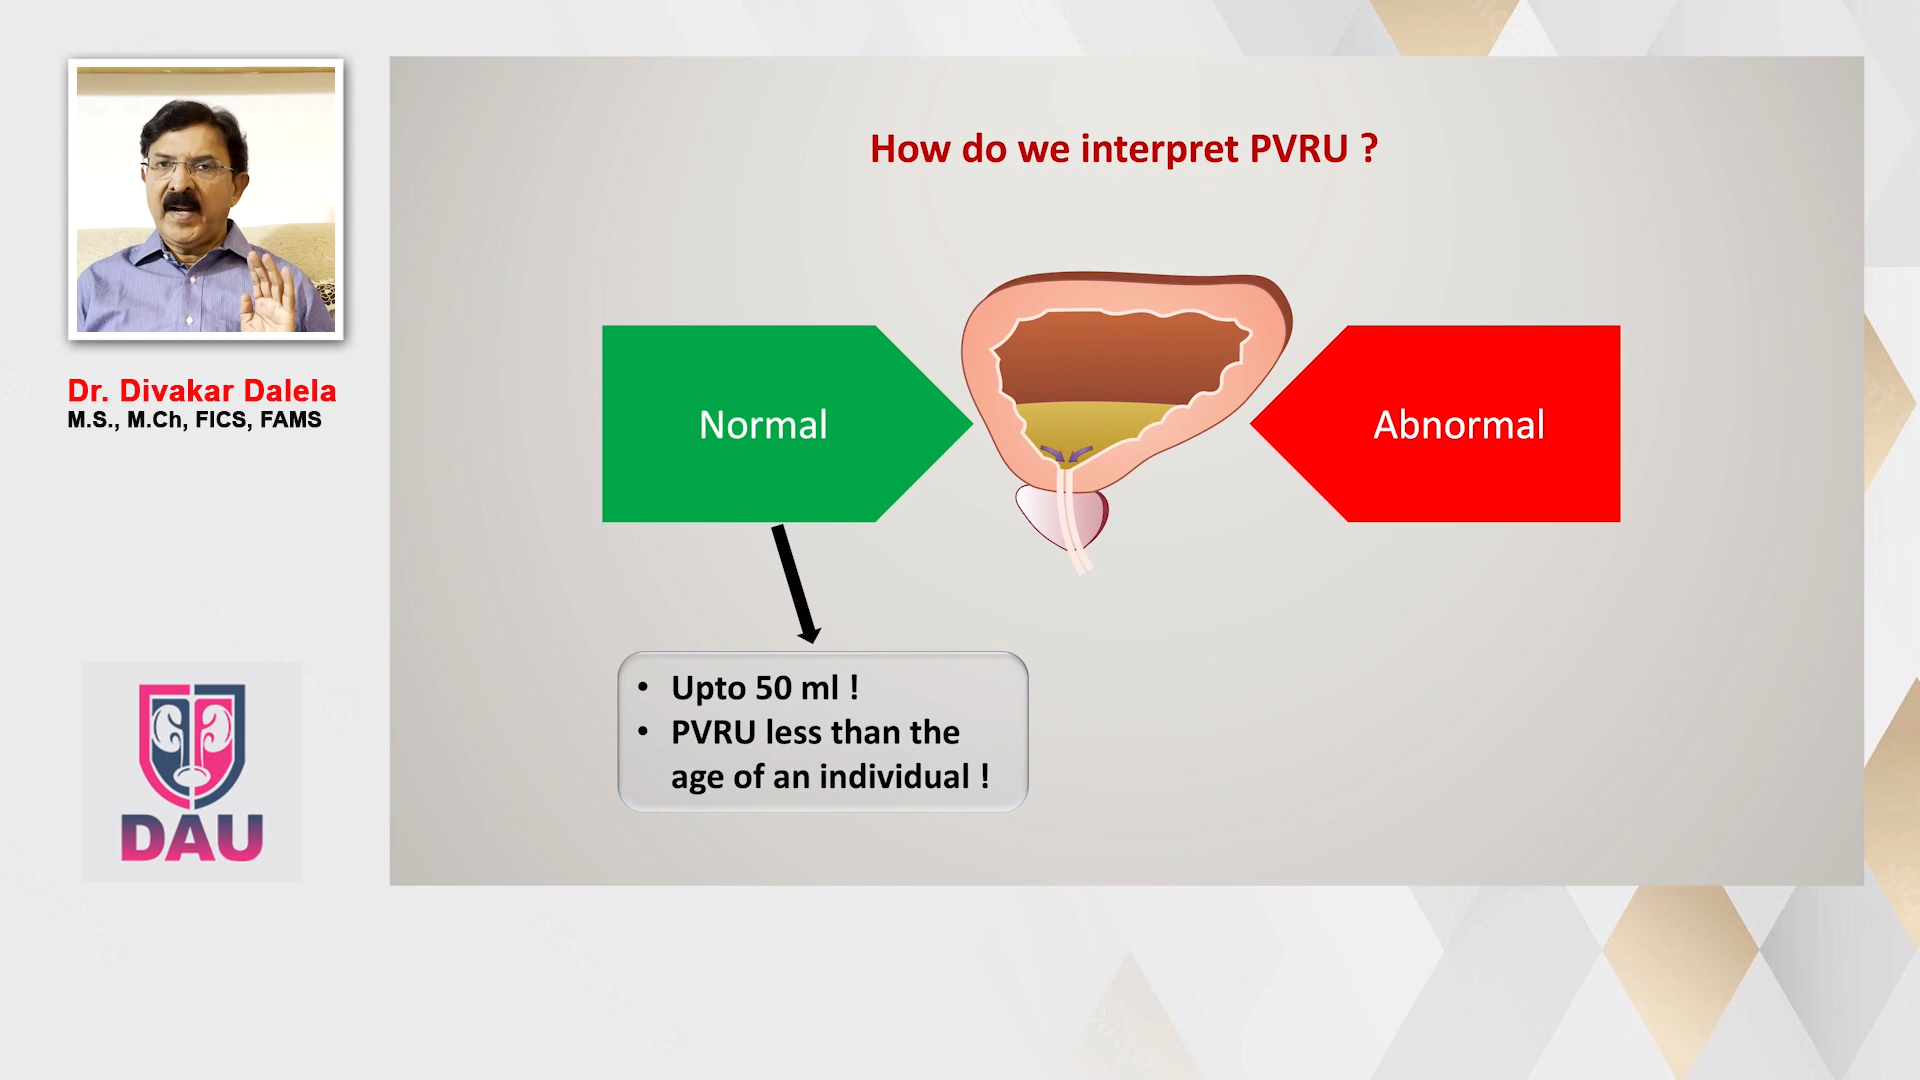 How do we interpret PVRU ?
Dr. Divakar Dalela
M.S., M.Ch, FICS, FAMS
Normal
Abnormal
• Upto 50 ml !
• PVRU less than the
age of an individual !
DAU